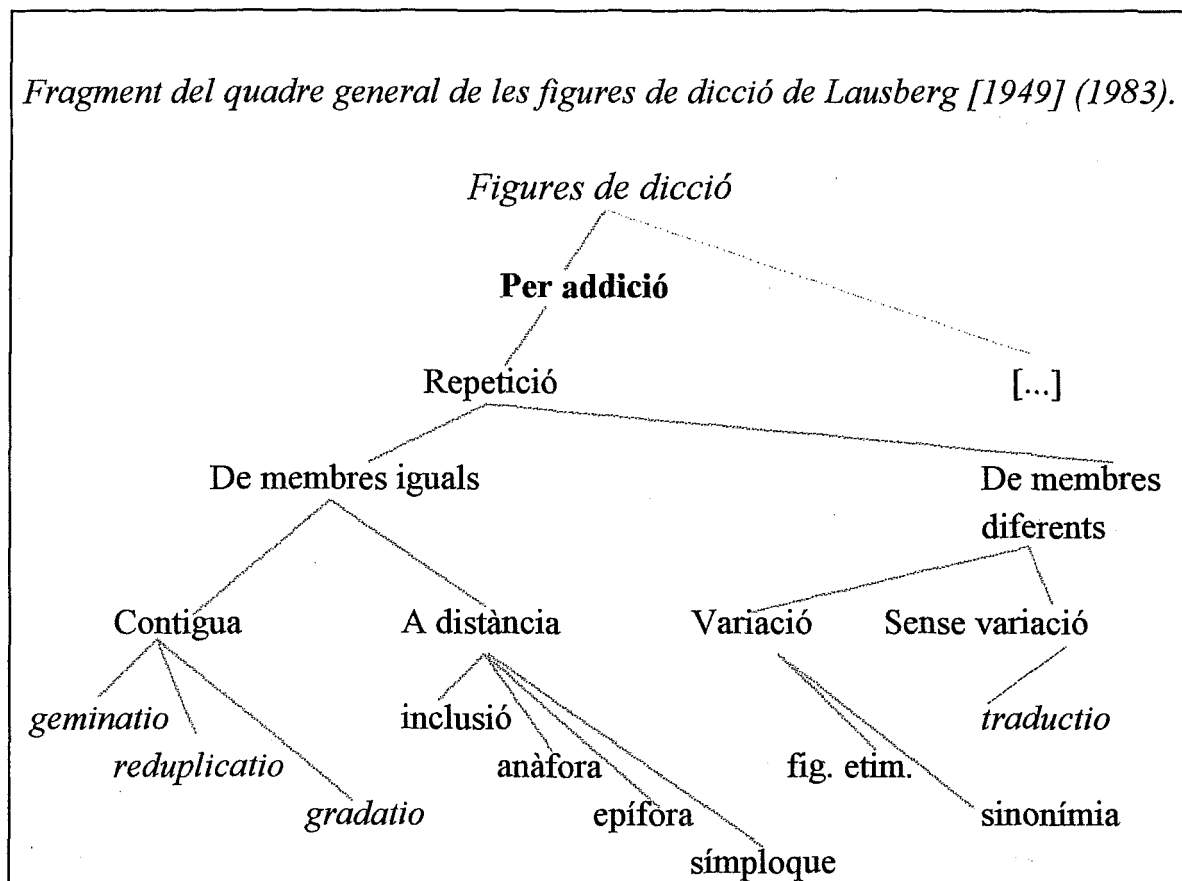 Fragment del quadre general de les figures de dicció de Lausberg [1949] (1983).
Figures de dicció
Per addició
Repetició [...]
De membres iguals De membres
diferents
Contigua A distància Variació Sense variació
geminatio inclusió traductio
reduplicatio anàfora fig. etim.
gradatio epífora sinonímia
símploque